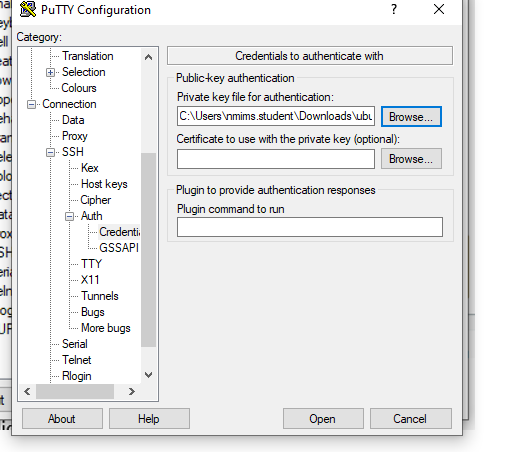 PuTTY Configuration
?
Category:
Translation
Selection
Colours
Connection
Data
Proxy
SSH
Kex
Host keys
Cipher
Auth
Credentia
GSSAPI
TTY
X11
Tunnels
Bugs
More bugs
Serial
Telnet
Rlogin
Credentials to authenticate with
Public-key authentication
Private key file for authentication:
C:\Users\nmims.student\Downloads\ubu
Browse...
Certificate to use with the private key (optional):
Browse...
Plugin to provide authentication responses
Plugin command to run
About
Help
Open
Cancel